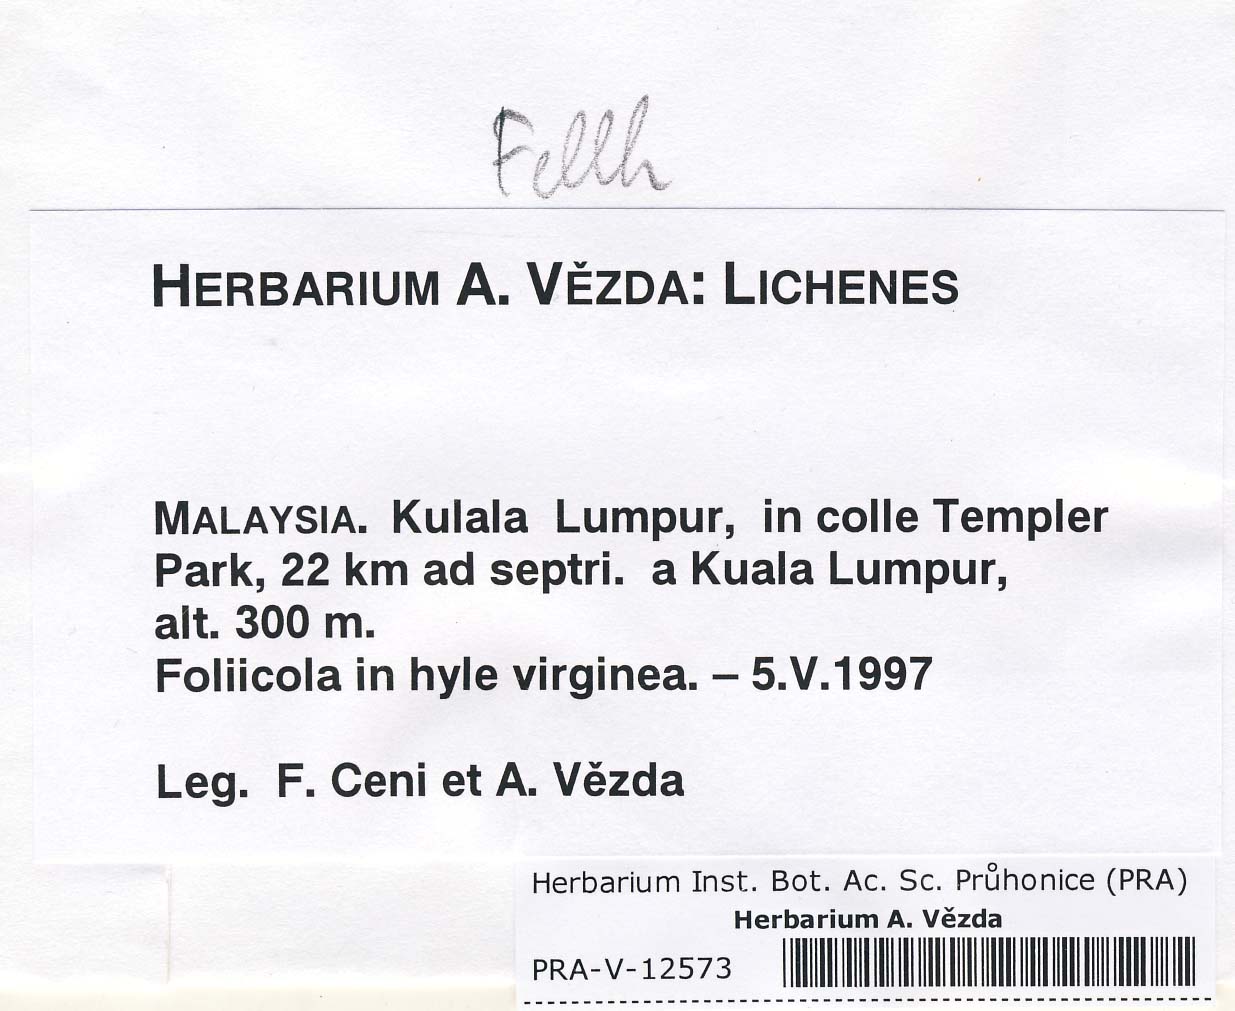 Fellh
HERBARIUM A. VĚZDA: LICHENES
MALAYSIA. Kulala Lumpur, in colle Templer
Park, 22 km ad septri. a Kuala Lumpur,
alt. 300 m.
Foliicola in hyle virginea. – 5.V.1997
Leg. F. Ceni et A. Vězda
Herbarium Inst. Bot. Ac. Sc. Průhonice (PRA)
Herbarium A. Vězda
PRA-V-12573